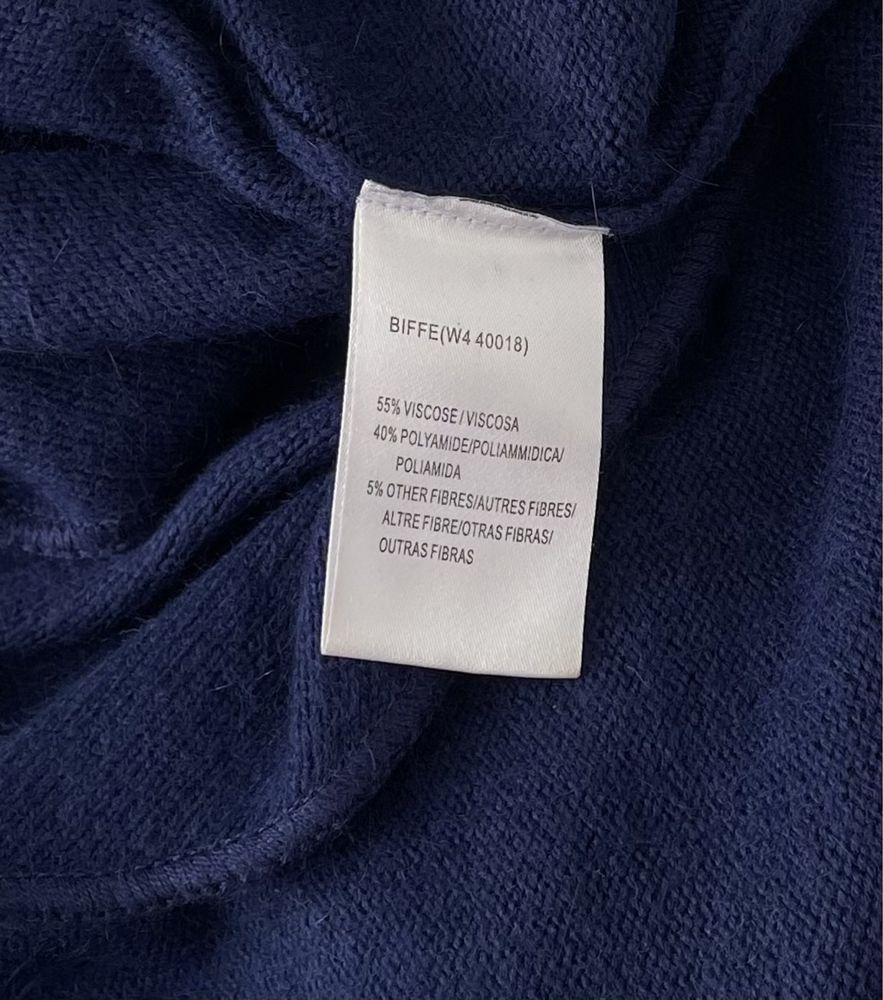 BIFFE(W4 40018)
55% VISCOSE/VISCOSA
40% POLYAMIDE/POLIAMMIDICA/
POLIAMIDA
5% OTHER FIBRES/AUTRES FIBRES/
ALTRE FIBRE/OTRAS FIBRAS/
OUTRAS FIBRAS